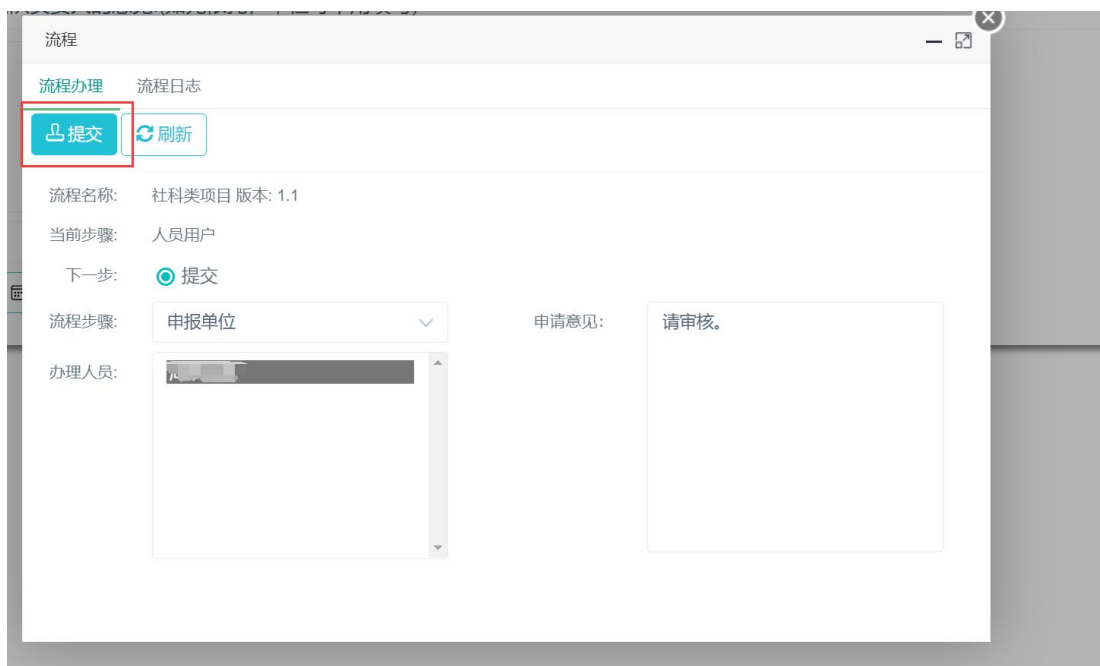 流程
流程办理 流程日志
提交 刷新
流程名称: 社科类项目 版本: 1.1
当前步骤: 人员用户
下一步: 提交
流程步骤: 申报单位 申请意见: 请审核。
办理人员: